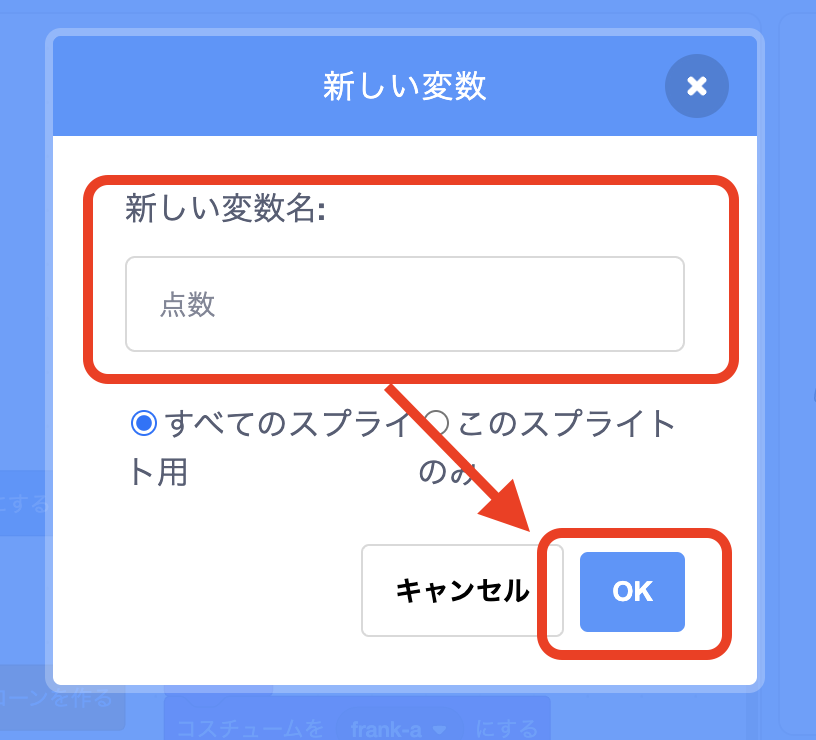 新しい変数
新しい変数名:
点数
すべてのスプライト用
このスプライトのみ
キャンセル
OK
にする
ローンを作る
コスチュームを frank-a にする